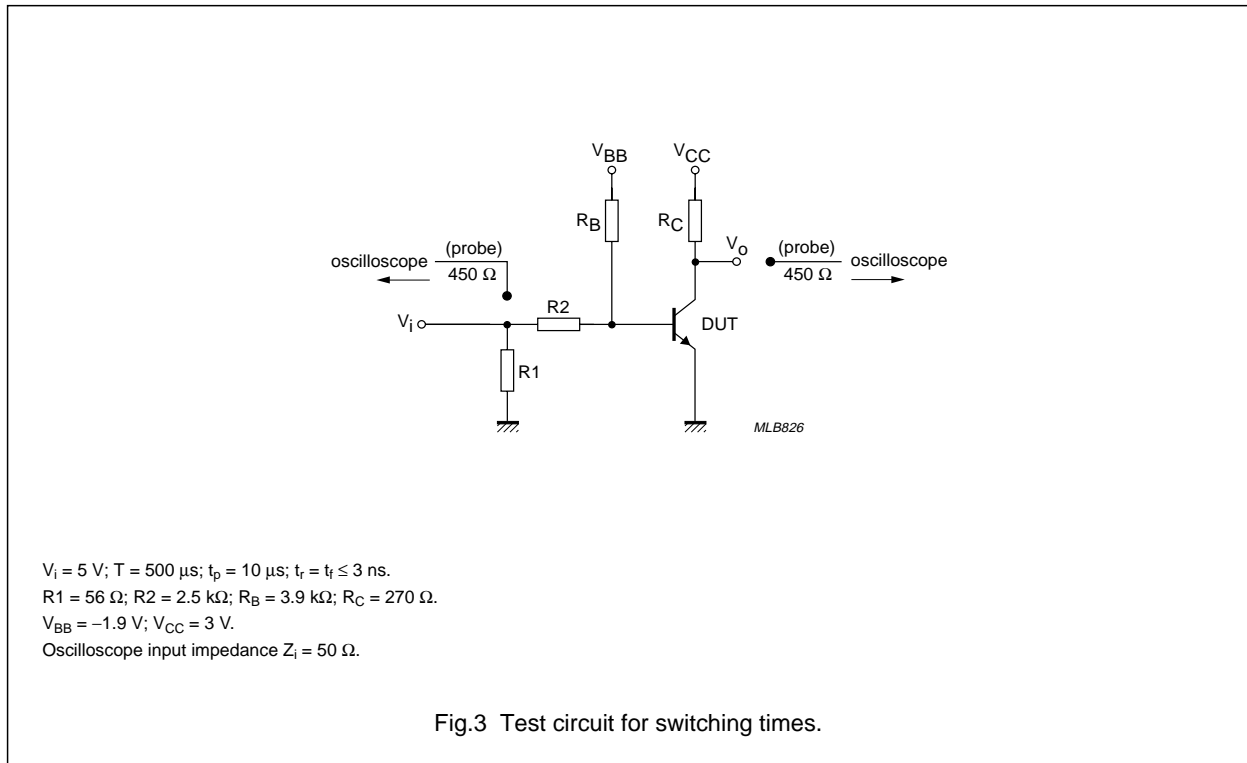 V_BB
V_CC
R_B
R_C
V_o
(probe)
450 Ω
oscilloscope
(probe)
450 Ω
oscilloscope
R2
V_i
DUT
R1
MLB826
V_i = 5 V; T = 500 μs; t_p = 10 μs; t_r = t_f ≤ 3 ns.
R1 = 56 Ω; R2 = 2.5 kΩ; R_B = 3.9 kΩ; R_C = 270 Ω.
V_BB = −1.9 V; V_CC = 3 V.
Oscilloscope input impedance Z_i = 50 Ω.
Fig.3 Test circuit for switching times.